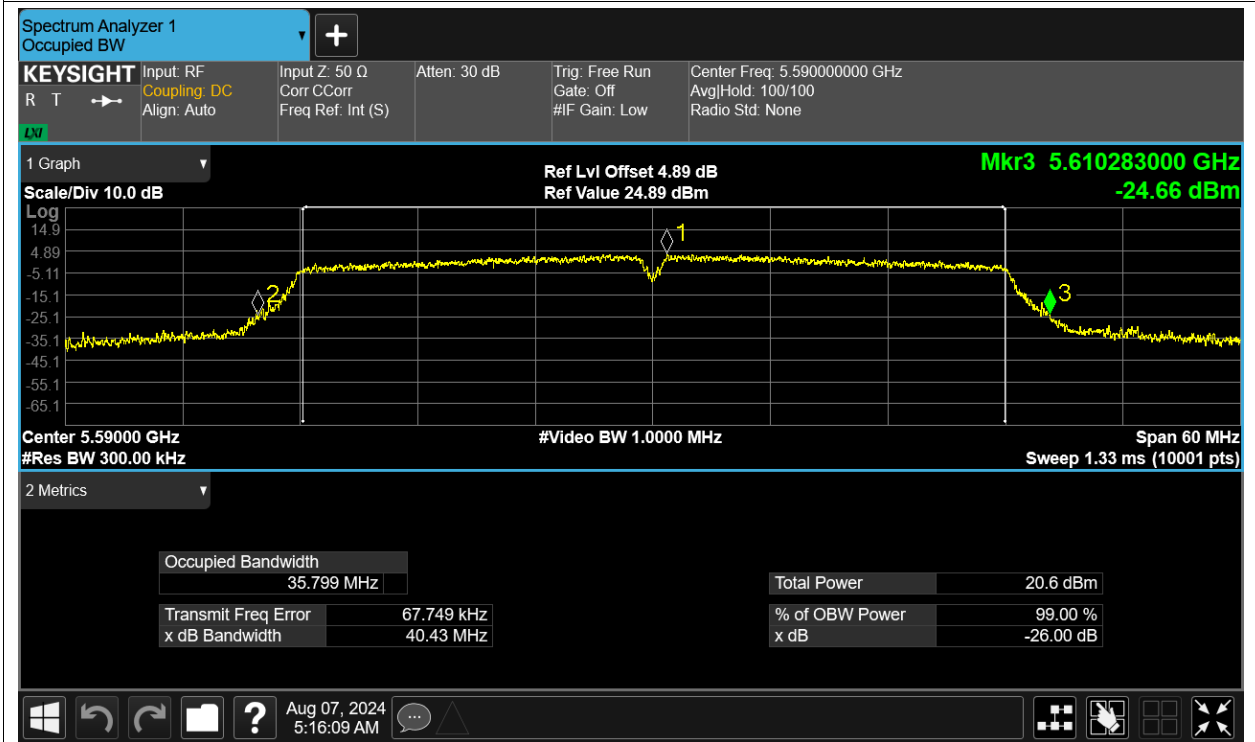 Spectrum Analyzer 1
Occupied BW
KEYSIGHT
R T
LXI
Input: RF
Coupling: DC
Align: Auto
Input Z: 50 Ω
Corr CCorr
Freq Ref: Int (S)
Atten: 30 dB
Trig: Free Run
Gate: Off
#IF Gain: Low
Center Freq: 5.590000000 GHz
Avg|Hold: 100/100
Radio Std: None
1 Graph
Scale/Div 10.0 dB
Ref Lvl Offset 4.89 dB
Ref Value 24.89 dBm
Mkr3 5.610283000 GHz
-24.66 dBm
Log
14.9
4.89
-5.11
-15.1
-25.1
-35.1
-45.1
-55.1
-65.1
1
2
3
Center 5.59000 GHz
#Video BW 1.0000 MHz
Span 60 MHz
#Res BW 300.00 kHz
Sweep 1.33 ms (10001 pts)
2 Metrics
Occupied Bandwidth
35.799 MHz
Total Power 20.6 dBm
Transmit Freq Error 67.749 kHz
% of OBW Power 99.00 %
x dB Bandwidth 40.43 MHz
x dB -26.00 dB
?
Aug 07, 2024
5:16:09 AM